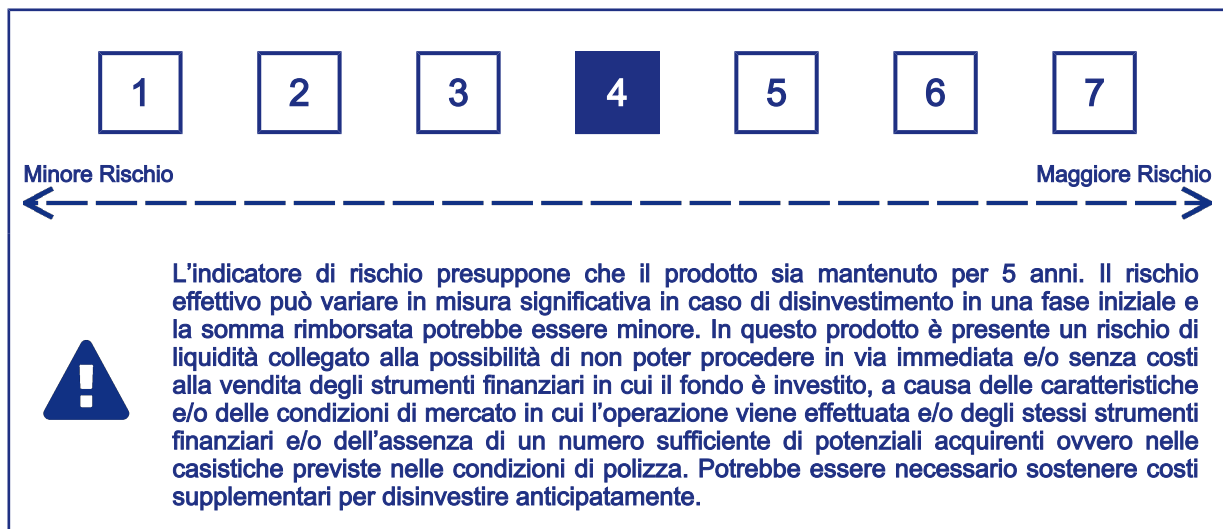 1 2 3 4 5 6 7
Minore Rischio Maggiore Rischio
L’indicatore di rischio presuppone che il prodotto sia mantenuto per 5 anni. Il rischio
effettivo può variare in misura significativa in caso di disinvestimento in una fase iniziale e
la somma rimborsata potrebbe essere minore. In questo prodotto è presente un rischio di
liquidità collegato alla possibilità di non poter procedere in via immediata e/o senza costi
alla vendita degli strumenti finanziari in cui il fondo è investito, a causa delle caratteristiche
e/o delle condizioni di mercato in cui l’operazione viene effettuata e/o degli stessi strumenti
finanziari e/o dell’assenza di un numero sufficiente di potenziali acquirenti ovvero nelle
casistiche previste nelle condizioni di polizza. Potrebbe essere necessario sostenere costi
supplementari per disinvestire anticipatamente.